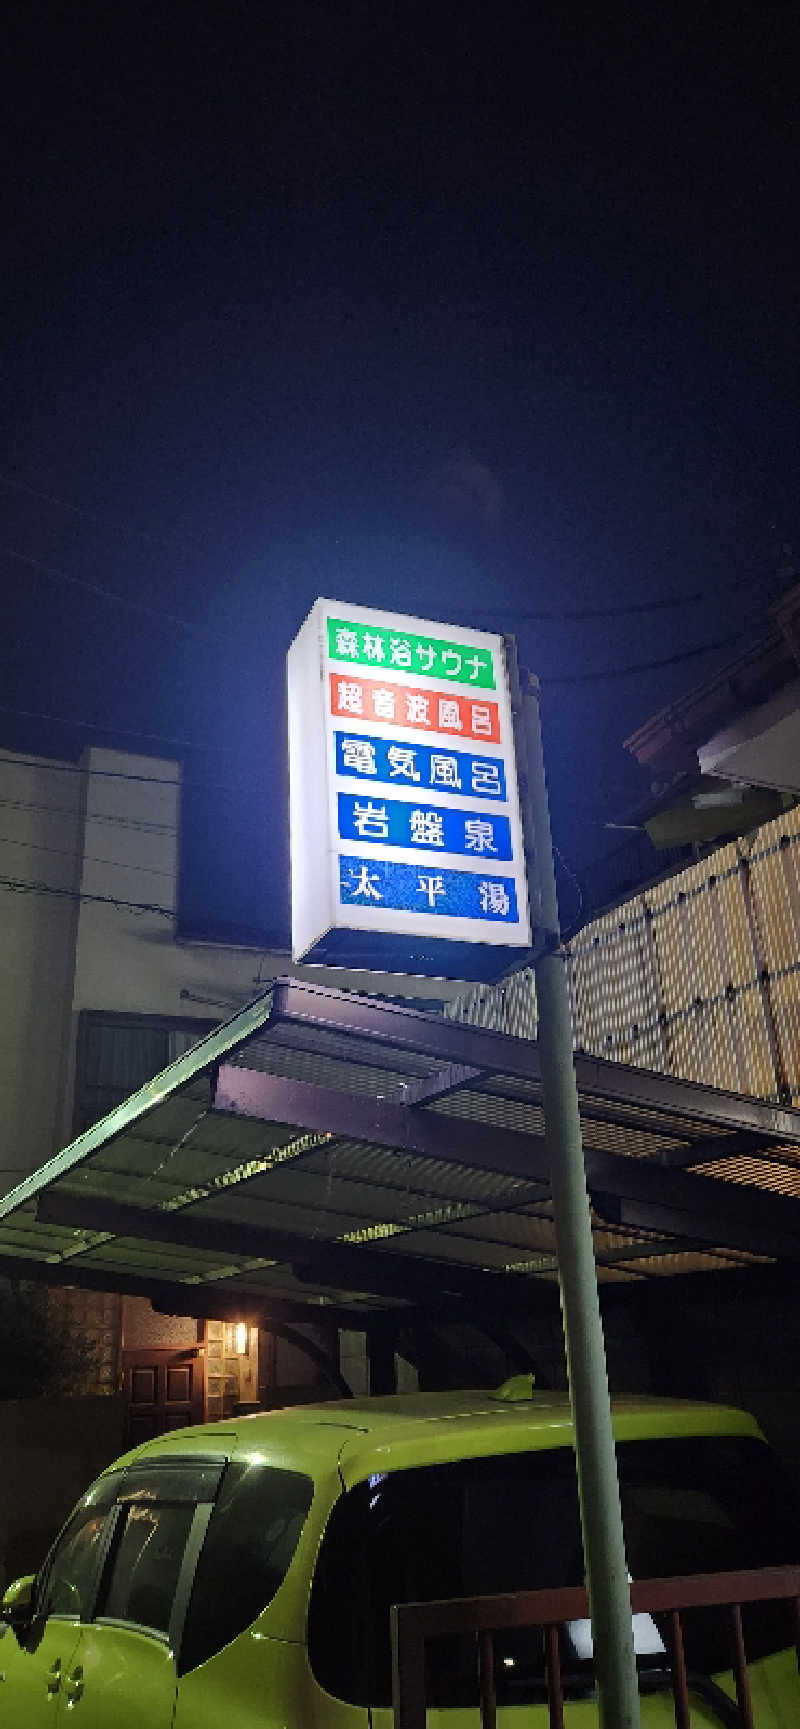 森林浴サウナ
超音波風呂
電気風呂
岩盤泉
太平湯